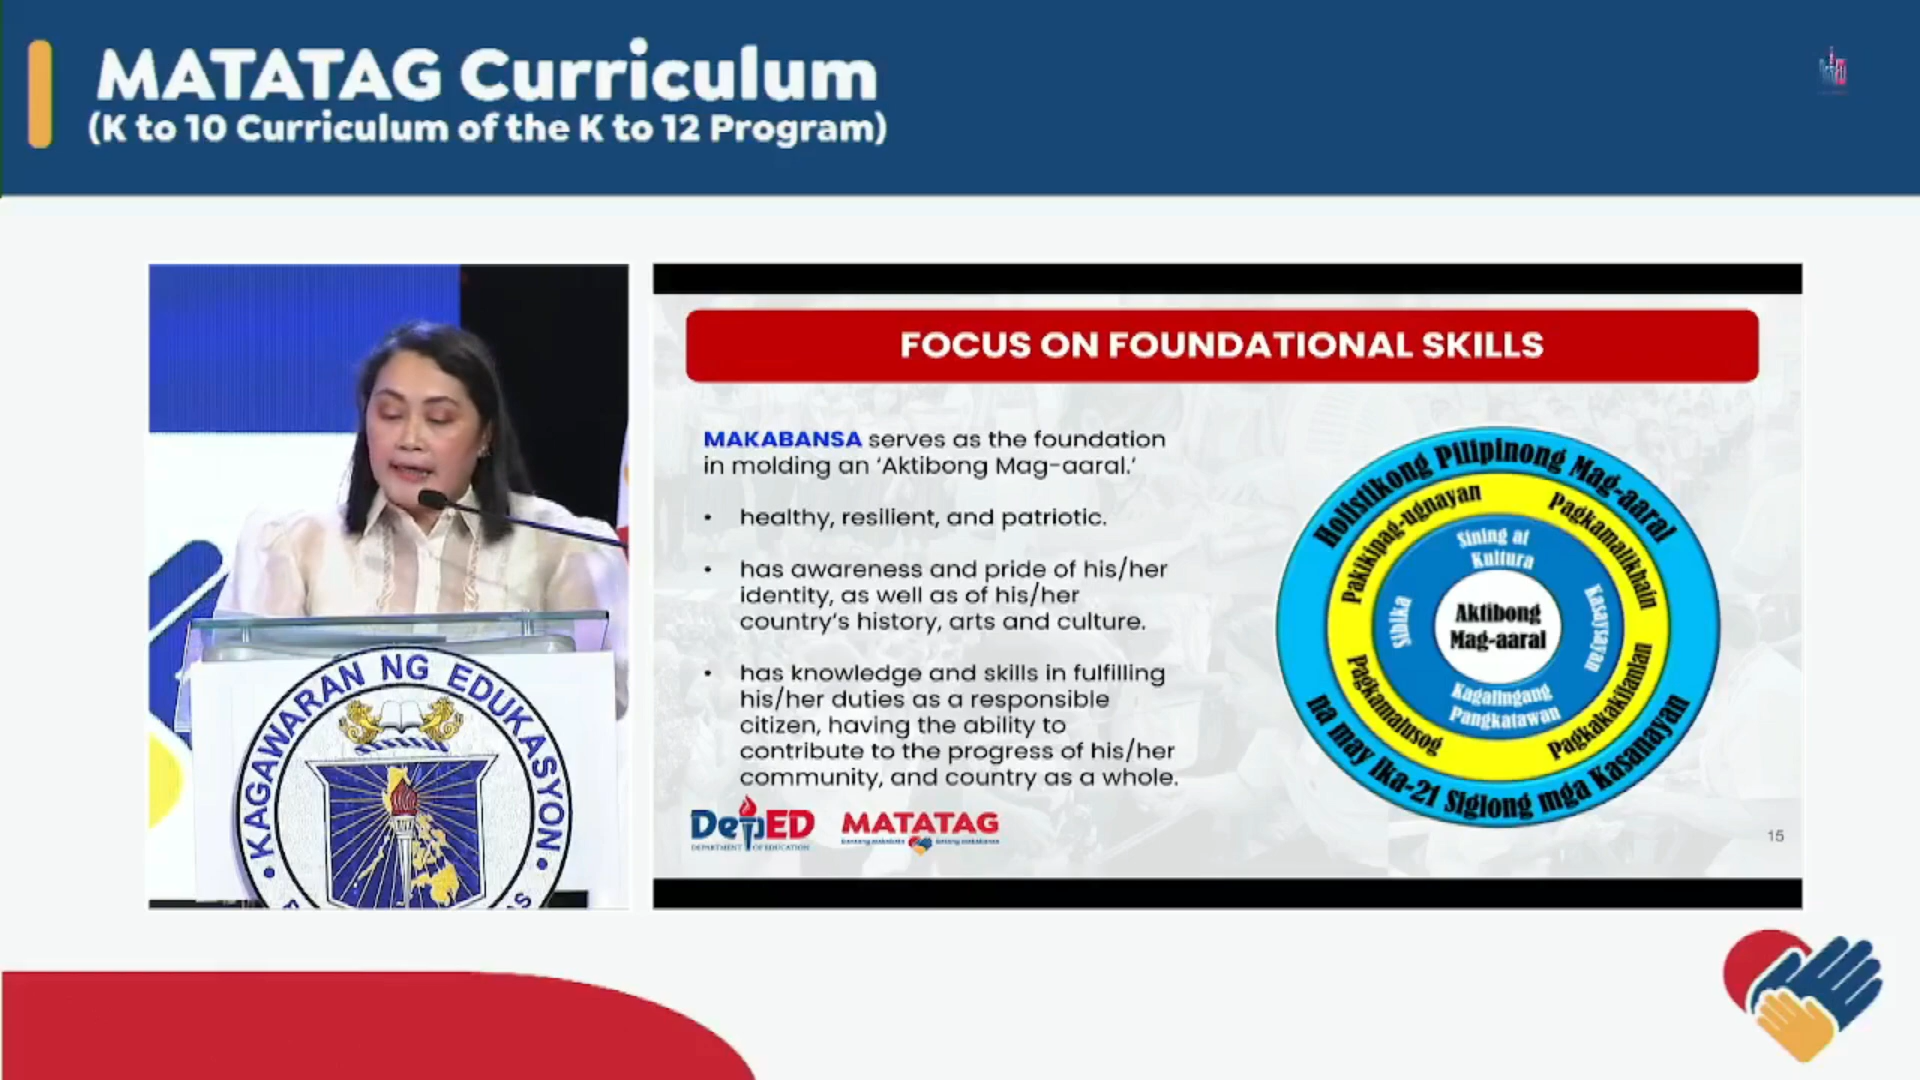 MATATAG Curriculum
(K to 10 Curriculum of the K to 12 Program)
KAGAWARAN NG EDUKASYON
FOCUS ON FOUNDATIONAL SKILLS
MAKABANSA serves as the foundation
in molding an ‘Aktibong Mag-aaral.’
• healthy, resilient, and patriotic.
• has awareness and pride of his/her
identity, as well as of his/her
country’s history, arts and culture.
• has knowledge and skills in fulfilling
his/her duties as a responsible
citizen, having the ability to
contribute to the progress of his/her
community, and country as a whole.
DepED
DEPARTMENT OF EDUCATION
MATATAG
Holistikong Pilipinong Mag-aaral
na may Ika-21 Siglong mga Kasanayan
Pakikipag-ugnayan
Pagkamalikhain
Pagkamalusog
Pagkakakilanlan
Sining at
Kultura
Sibika
Kasaysayan
Kagalingang
Pangkatawan
Aktibong
Mag-aaral
15